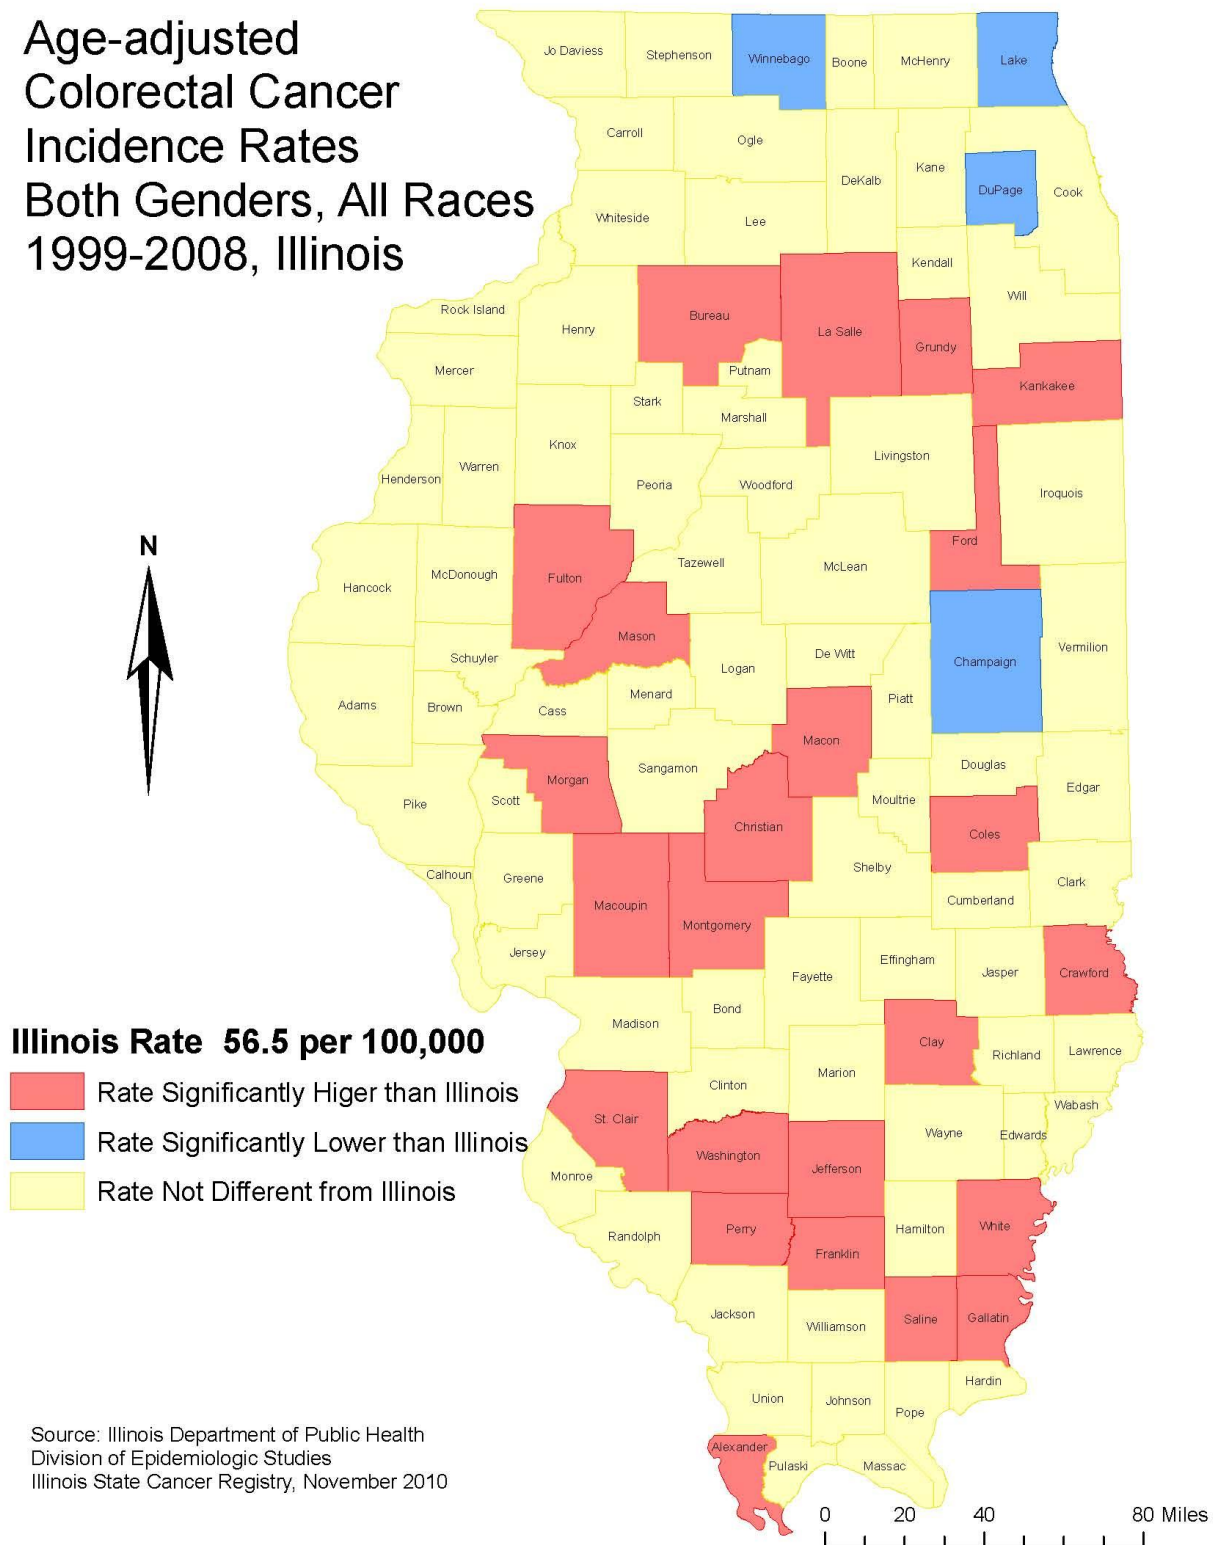 Age-adjusted
Colorectal Cancer
Incidence Rates
Both Genders, All Races
1999-2008, Illinois
Jo Daviess
Stephenson
Winnebago
Boone
McHenry
Lake
Carroll
Ogle
DeKalb
Kane
DuPage
Cook
Whiteside
Lee
Kendall
Will
Rock Island
Henry
Bureau
La Salle
Grundy
Kankakee
Mercer
Putnam
Stark
Marshall
Knox
Livingston
Henderson
Warren
Peoria
Woodford
Iroquois
Ford
N
Hancock
McDonough
Fulton
Tazewell
McLean
Mason
Schuyler
Logan
De Witt
Champaign
Vermilion
Adams
Brown
Cass
Menard
Piatt
Macon
Morgan
Sangamon
Douglas
Edgar
Pike
Scott
Moultrie
Christian
Coles
Calhoun
Greene
Shelby
Clark
Macoupin
Montgomery
Cumberland
Jersey
Fayette
Effingham
Jasper
Crawford
Madison
Bond
Clay
Richland
Lawrence
Illinois Rate 56.5 per 100,000
Rate Significantly Higer than Illinois
Rate Significantly Lower than Illinois
Rate Not Different from Illinois
Clinton
Marion
St. Clair
Wabash
Wayne
Edwards
Monroe
Washington
Jefferson
Randolph
Perry
Franklin
Hamilton
White
Jackson
Williamson
Saline
Gallatin
Union
Johnson
Pope
Hardin
Alexander
Pulaski
Massac
Source: Illinois Department of Public Health
Division of Epidemiologic Studies
Illinois State Cancer Registry, November 2010
0 20 40 80 Miles